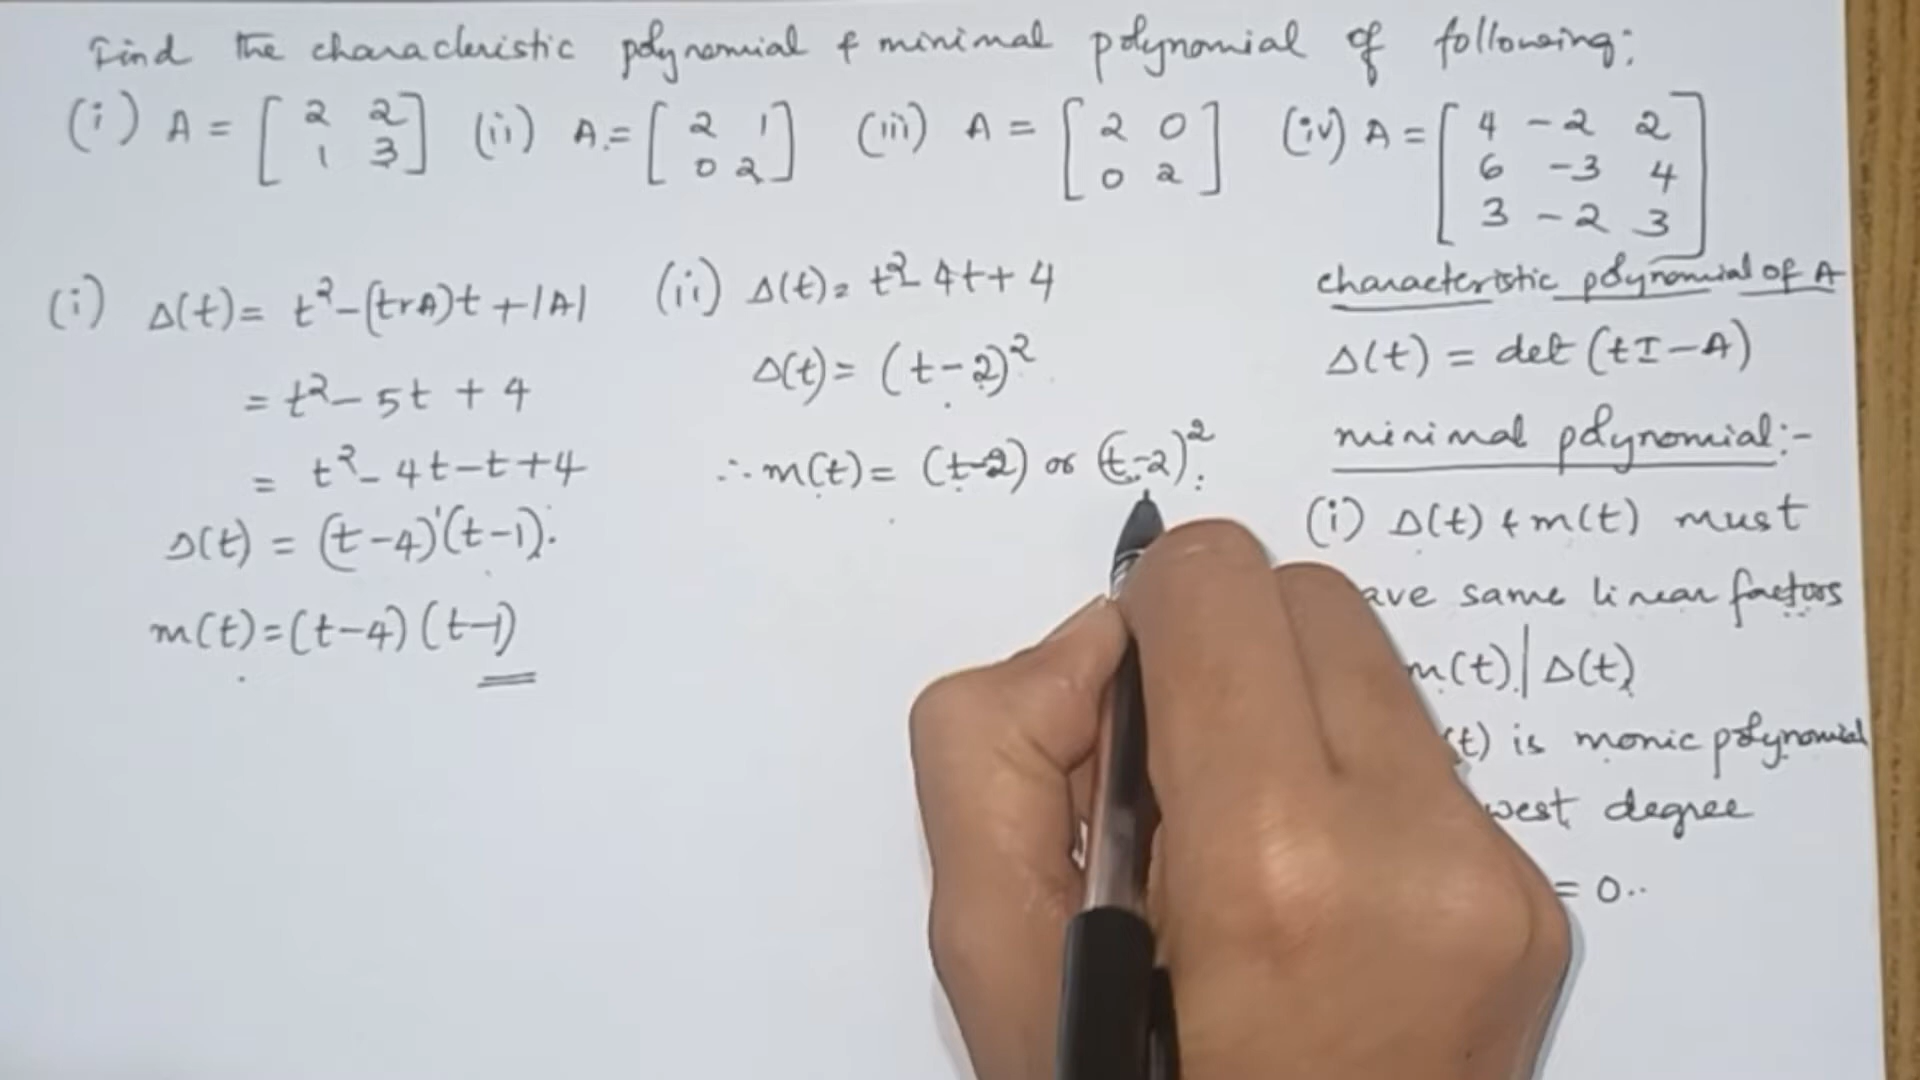 Find the characteristic polynomial & minimal polynomial of following:
(i) A = [2 2; 1 3] (ii) A = [2 1; 0 2] (iii) A = [2 0; 0 2] (iv) A = [4 -2 2; 6 -3 4; 3 -2 3]
(i) Δ(t) = t² - (trA)t + |A|
= t² - 5t + 4
= t² - 4t - t + 4
Δ(t) = (t-4)'(t-1).
m(t) = (t-4)(t-1)
(ii) Δ(t) = t² 4t + 4
Δ(t) = (t-2)²
∴ m(t) = (t-2) or (t-2)².
characteristic polynomial of A
Δ(t) = det (tI - A)
minimal polynomial:-
(i) Δ(t) & m(t) must
ave same linear factors
m(t) | Δ(t)
(t) is monic polynomial
west degree
= 0..